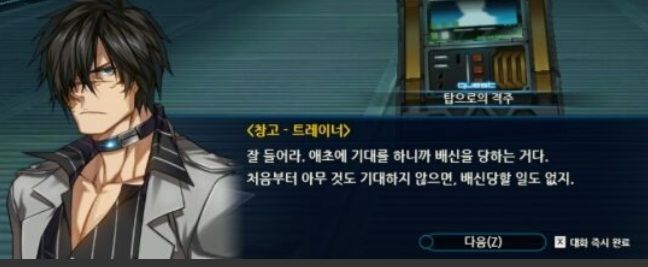 QUEST
탑으로의 격주
<창고 - 트레이너>
잘 들어라. 애초에 기대를 하니까 배신을 당하는 거다.
처음부터 아무 것도 기대하지 않으면, 배신당할 일도 없지.
다음(Z) X 대화 즉시 완료